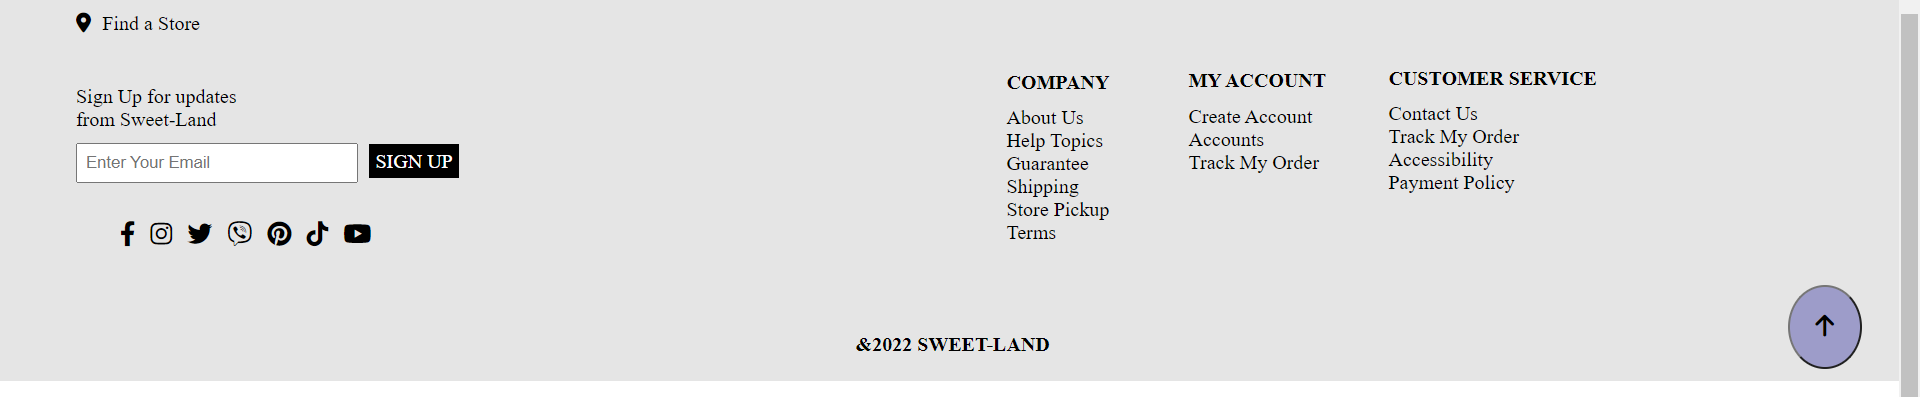 Find a Store
Sign Up for updates
from Sweet-Land
Enter Your Email
SIGN UP
COMPANY
About Us
Help Topics
Guarantee
Shipping
Store Pickup
Terms
MY ACCOUNT
Create Account
Accounts
Track My Order
CUSTOMER SERVICE
Contact Us
Track My Order
Accessibility
Payment Policy
&2022 SWEET-LAND